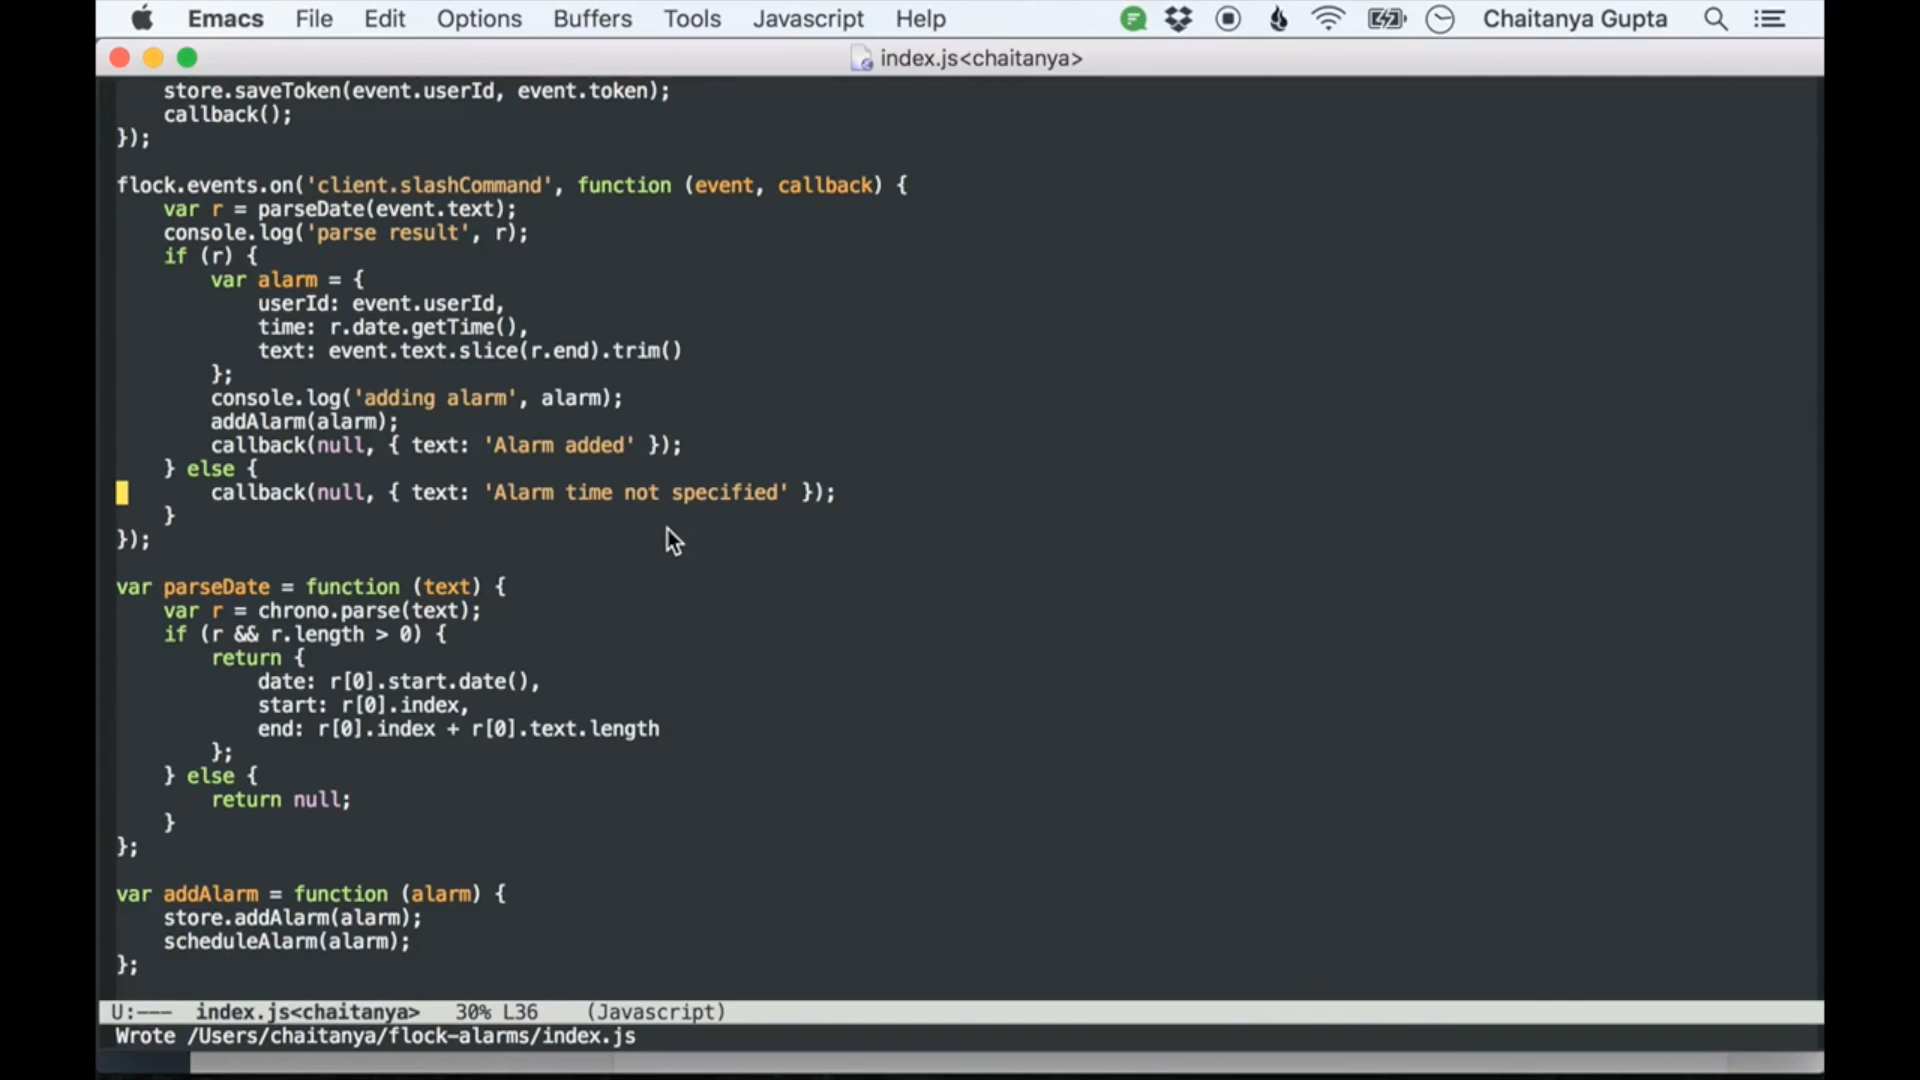 Emacs File Edit Options Buffers Tools Javascript Help Chaitanya Gupta
index.js<chaitanya>
    store.saveToken(event.userId, event.token);
    callback();
});
flock.events.on('client.slashCommand', function (event, callback) {
    var r = parseDate(event.text);
    console.log('parse result', r);
    if (r) {
        var alarm = {
            userId: event.userId,
            time: r.date.getTime(),
            text: event.text.slice(r.end).trim()
        };
        console.log('adding alarm', alarm);
        addAlarm(alarm);
        callback(null, { text: 'Alarm added' });
    } else {
        callback(null, { text: 'Alarm time not specified' });
    }
});
var parseDate = function (text) {
    var r = chrono.parse(text);
    if (r && r.length > 0) {
        return {
            date: r[0].start.date(),
            start: r[0].index,
            end: r[0].index + r[0].text.length
        };
    } else {
        return null;
    }
};
var addAlarm = function (alarm) {
    store.addAlarm(alarm);
    scheduleAlarm(alarm);
};
U:--- index.js<chaitanya> 30% L36 (Javascript)
Wrote /Users/chaitanya/flock-alarms/index.js